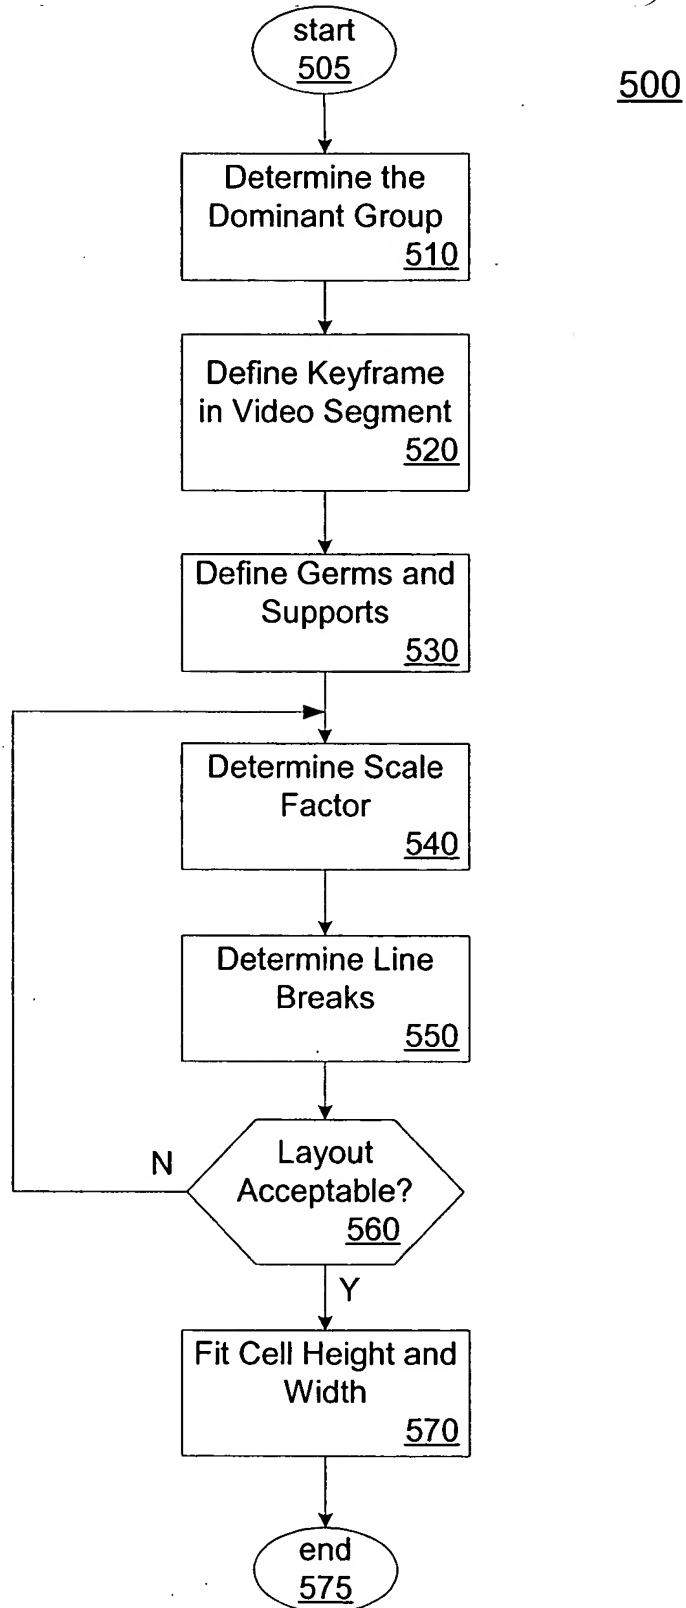 start
505
500
Determine the
Dominant Group
510
Define Keyframe
in Video Segment
520
Define Germs and
Supports
530
Determine Scale
Factor
540
Determine Line
Breaks
550
N
Layout
Acceptable?
560
Y
Fit Cell Height and
Width
570
end
575